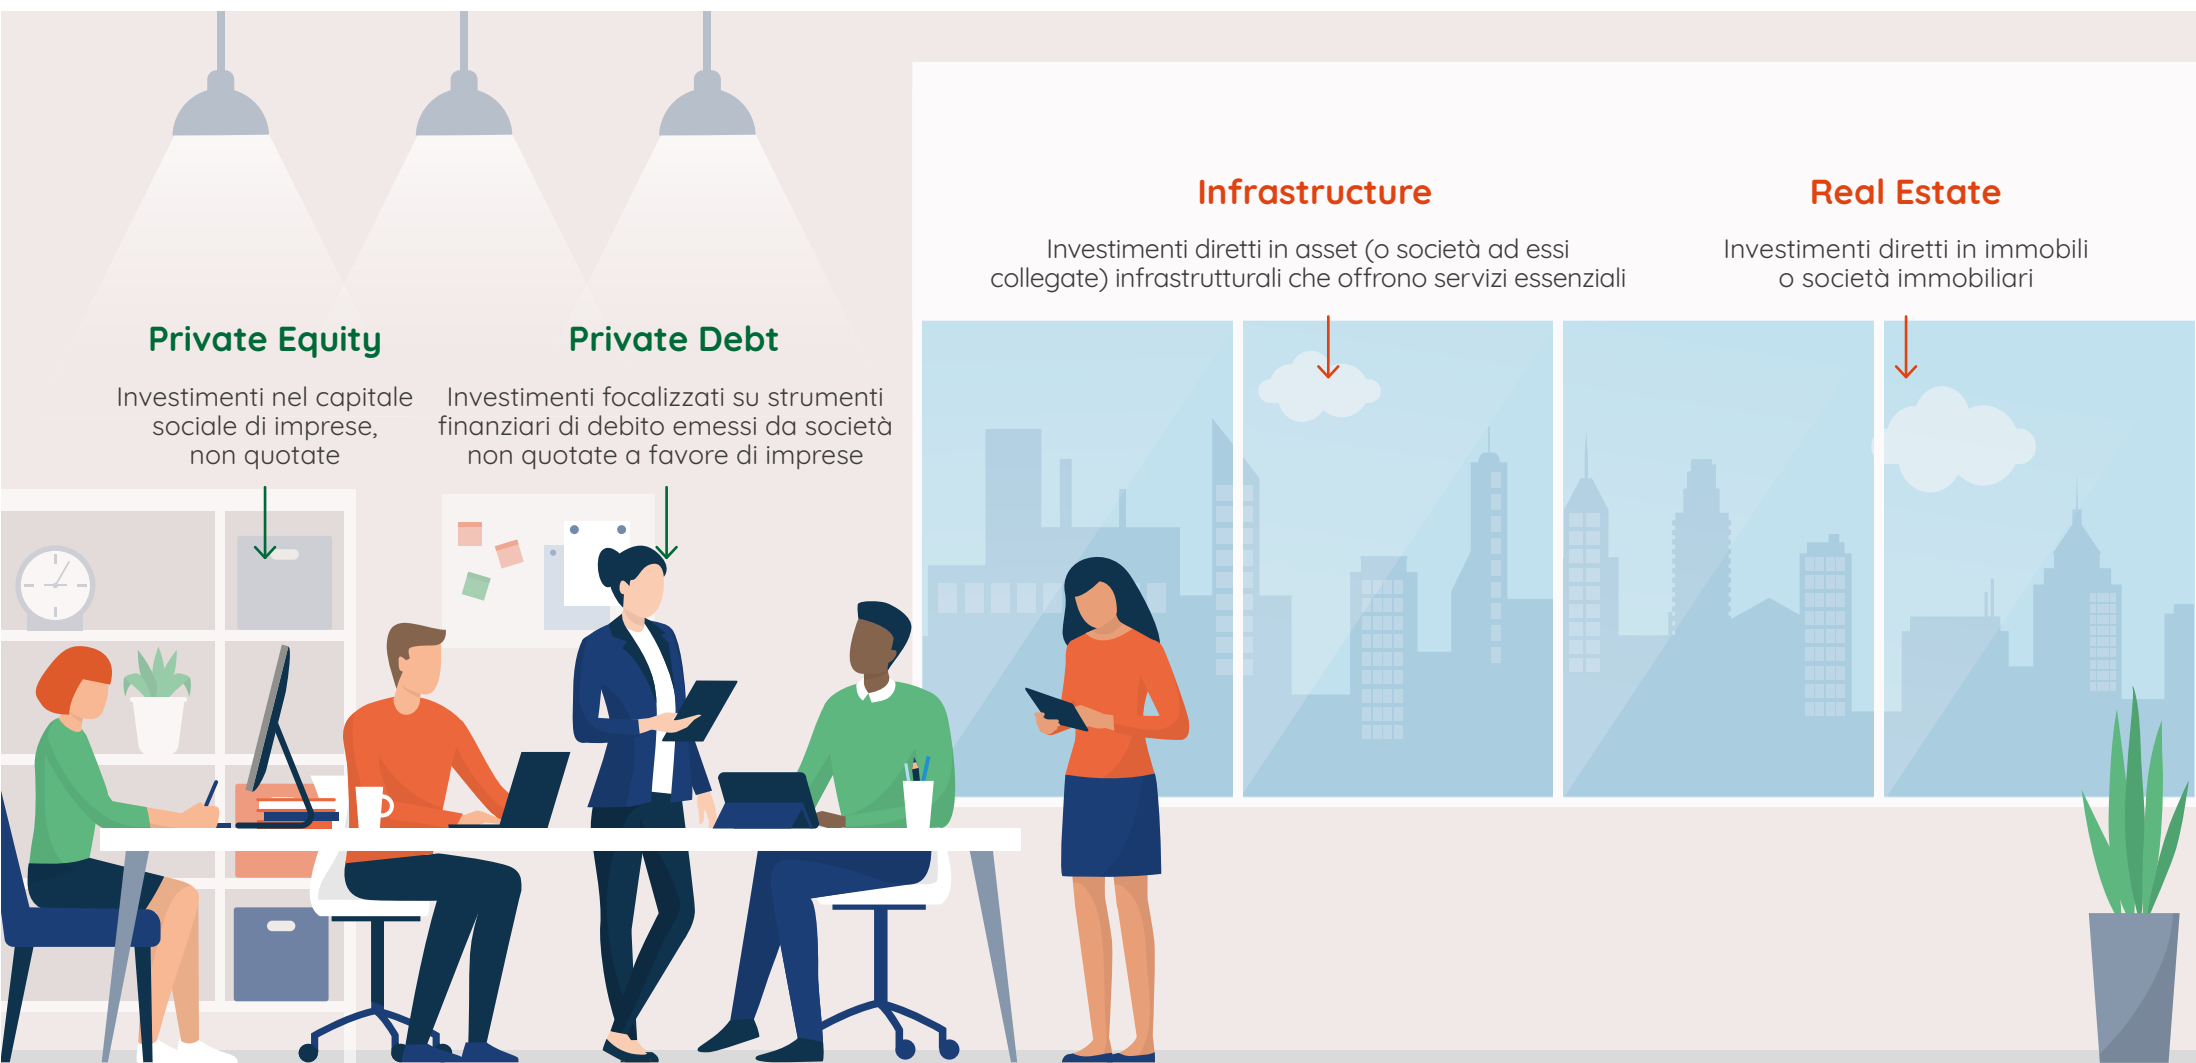 Private Equity
Investimenti nel capitale
sociale di imprese,
non quotate
Private Debt
Investimenti focalizzati su strumenti
finanziari di debito emessi da società
non quotate a favore di imprese
Infrastructure
Investimenti diretti in asset (o società ad essi
collegate) infrastrutturali che offrono servizi essenziali
Real Estate
Investimenti diretti in immobili
o società immobiliari